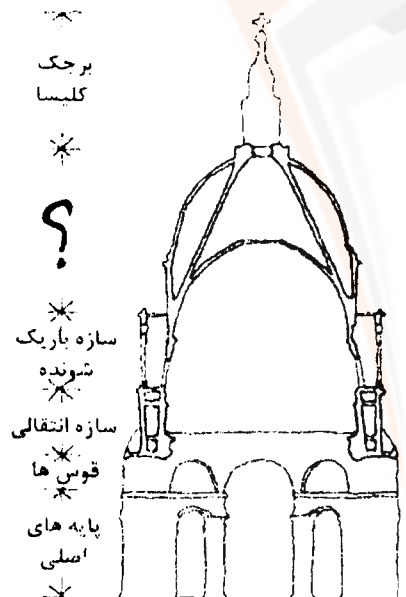 برجک
کلیسا
؟
سازه باریک
شونده
سازه انتقالی
قوس ها
پایه های
اصلی